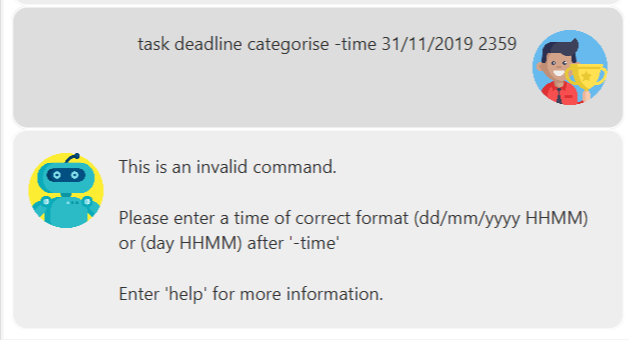 task deadline categorise -time 31/11/2019 2359
This is an invalid command.
Please enter a time of correct format (dd/mm/yyyy HHMM)
or (day HHMM) after '-time'
Enter 'help' for more information.